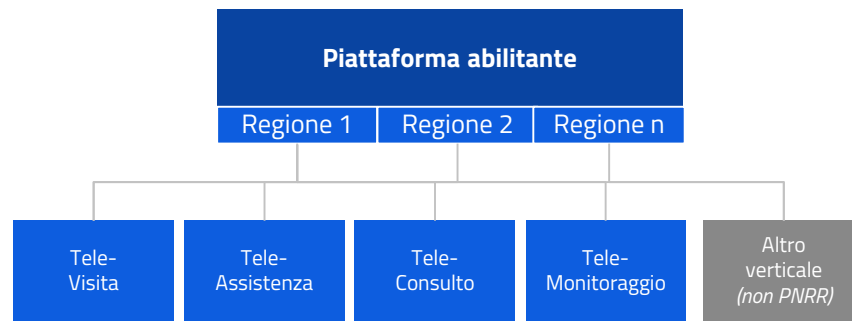 Piattaforma abilitante
Regione 1
Regione 2
Regione n
Tele-
Visita
Tele-
Assistenza
Tele-
Consulto
Tele-
Monitoraggio
Altro
verticale
(non PNRR)